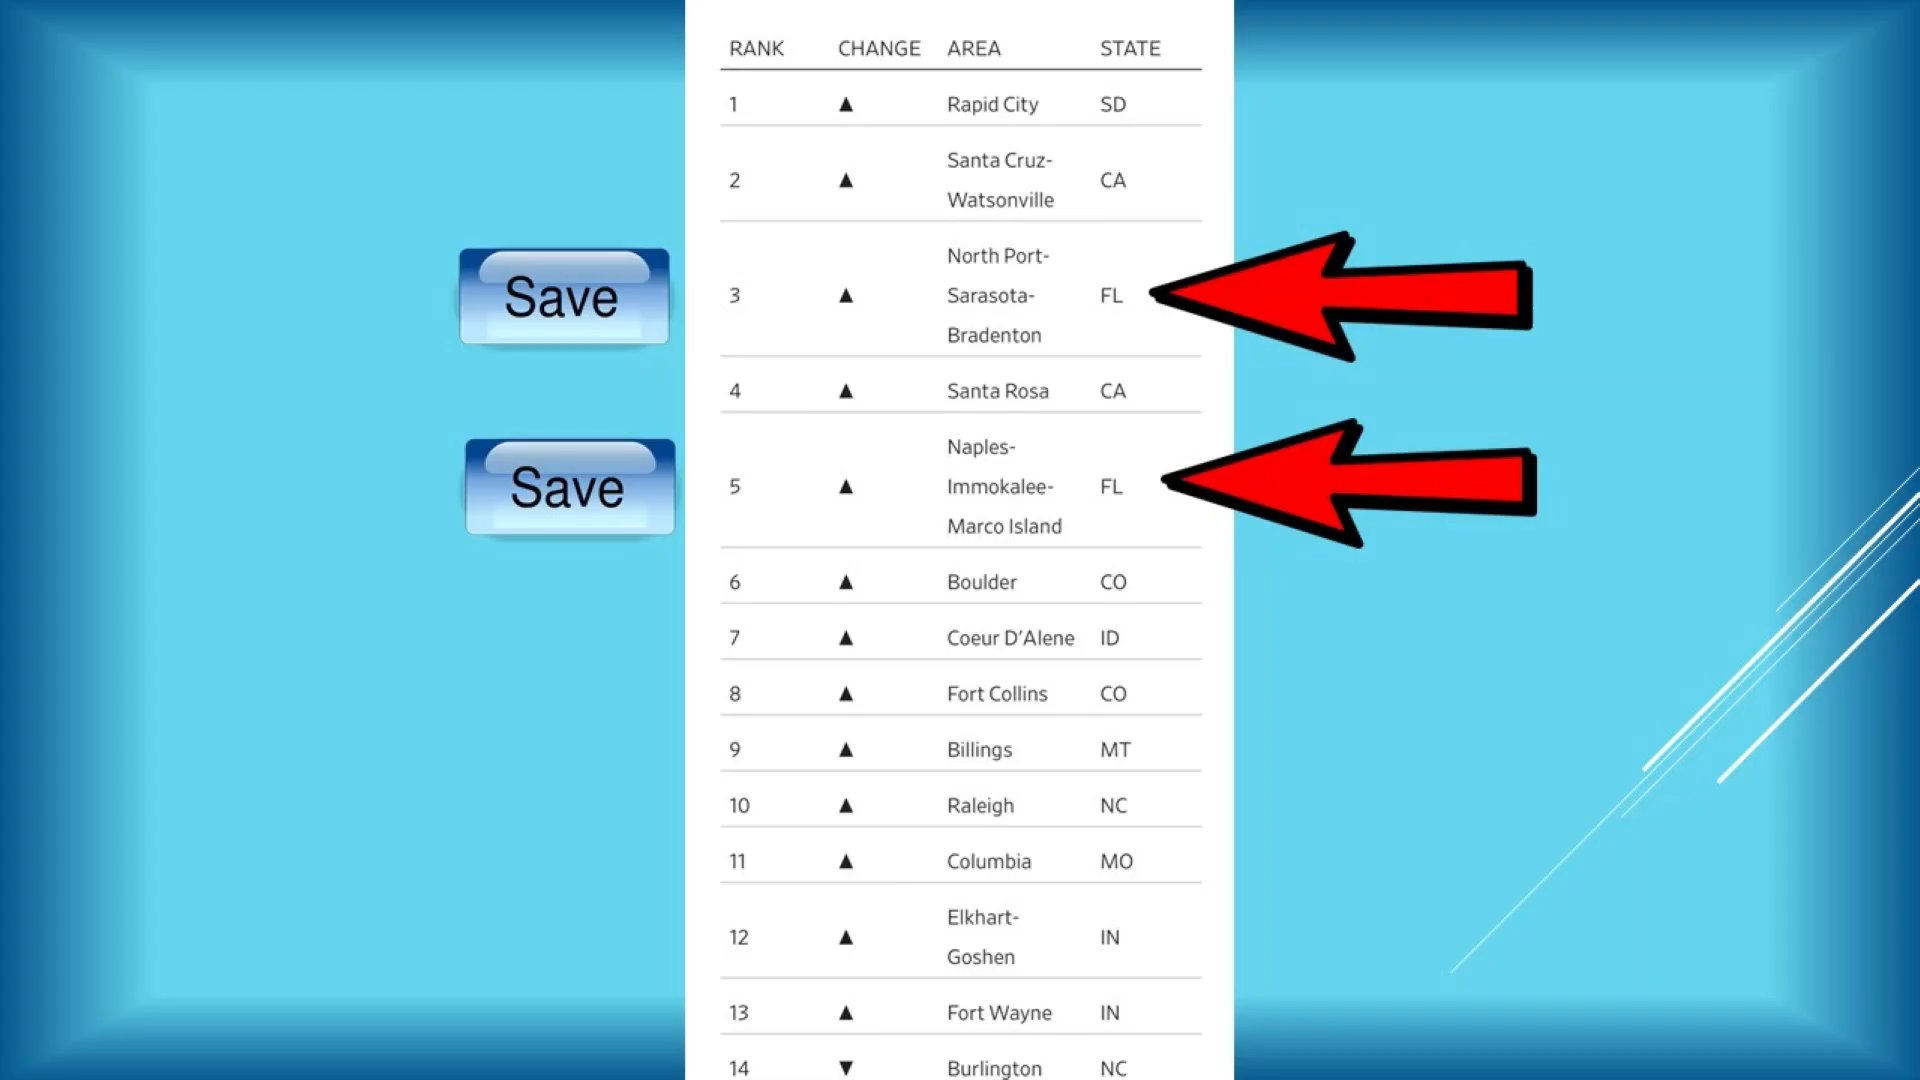 RANK CHANGE AREA STATE
1 ▲ Rapid City SD
Santa Cruz-
2 ▲ CA
Watsonville
North Port-
Save
3 ▲ Sarasota- FL
Bradenton
4 ▲ Santa Rosa CA
Naples-
Save
5 ▲ Immokalee- FL
Marco Island
6 ▲ Boulder CO
7 ▲ Coeur D’Alene ID
8 ▲ Fort Collins CO
9 ▲ Billings MT
10 ▲ Raleigh NC
11 ▲ Columbia MO
Elkhart-
12 ▲ IN
Goshen
13 ▲ Fort Wayne IN
14 ▼ Burlington NC